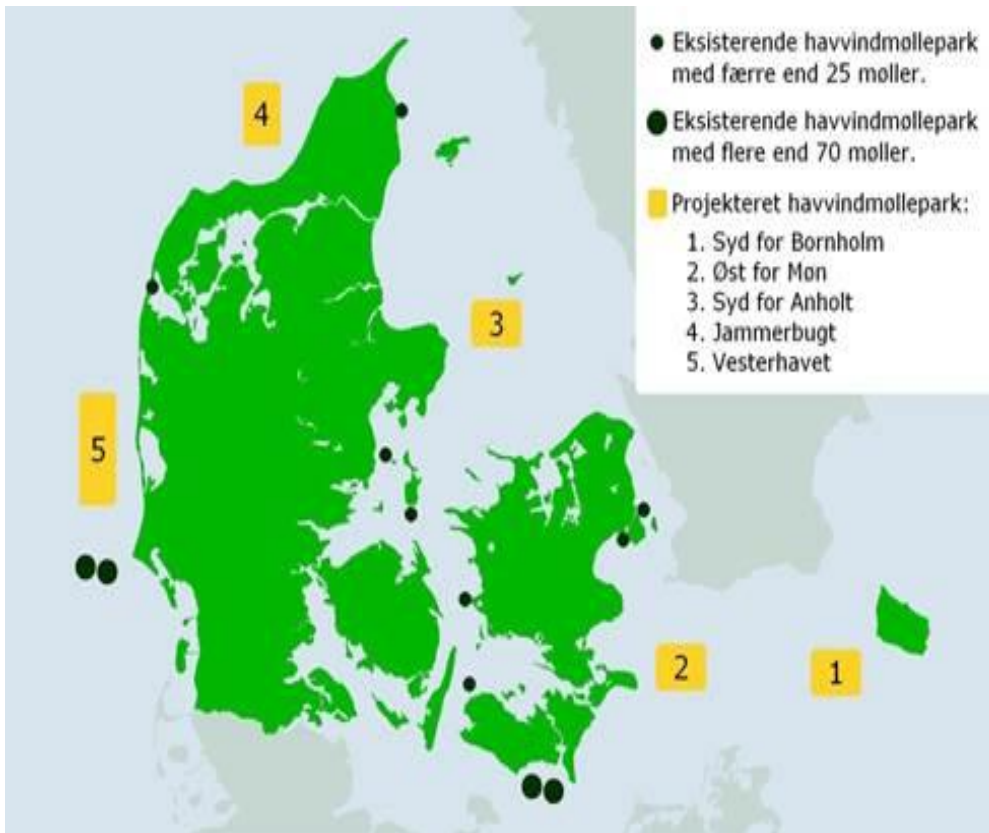 Eksisterende havvindmøllepark
med færre end 25 møller.
Eksisterende havvindmøllepark
med flere end 70 møller.
Projekteret havvindmøllepark:
1. Syd for Bornholm
2. Øst for Møn
3. Syd for Anholt
4. Jammerbugt
5. Vesterhavet
4
3
5
2
1